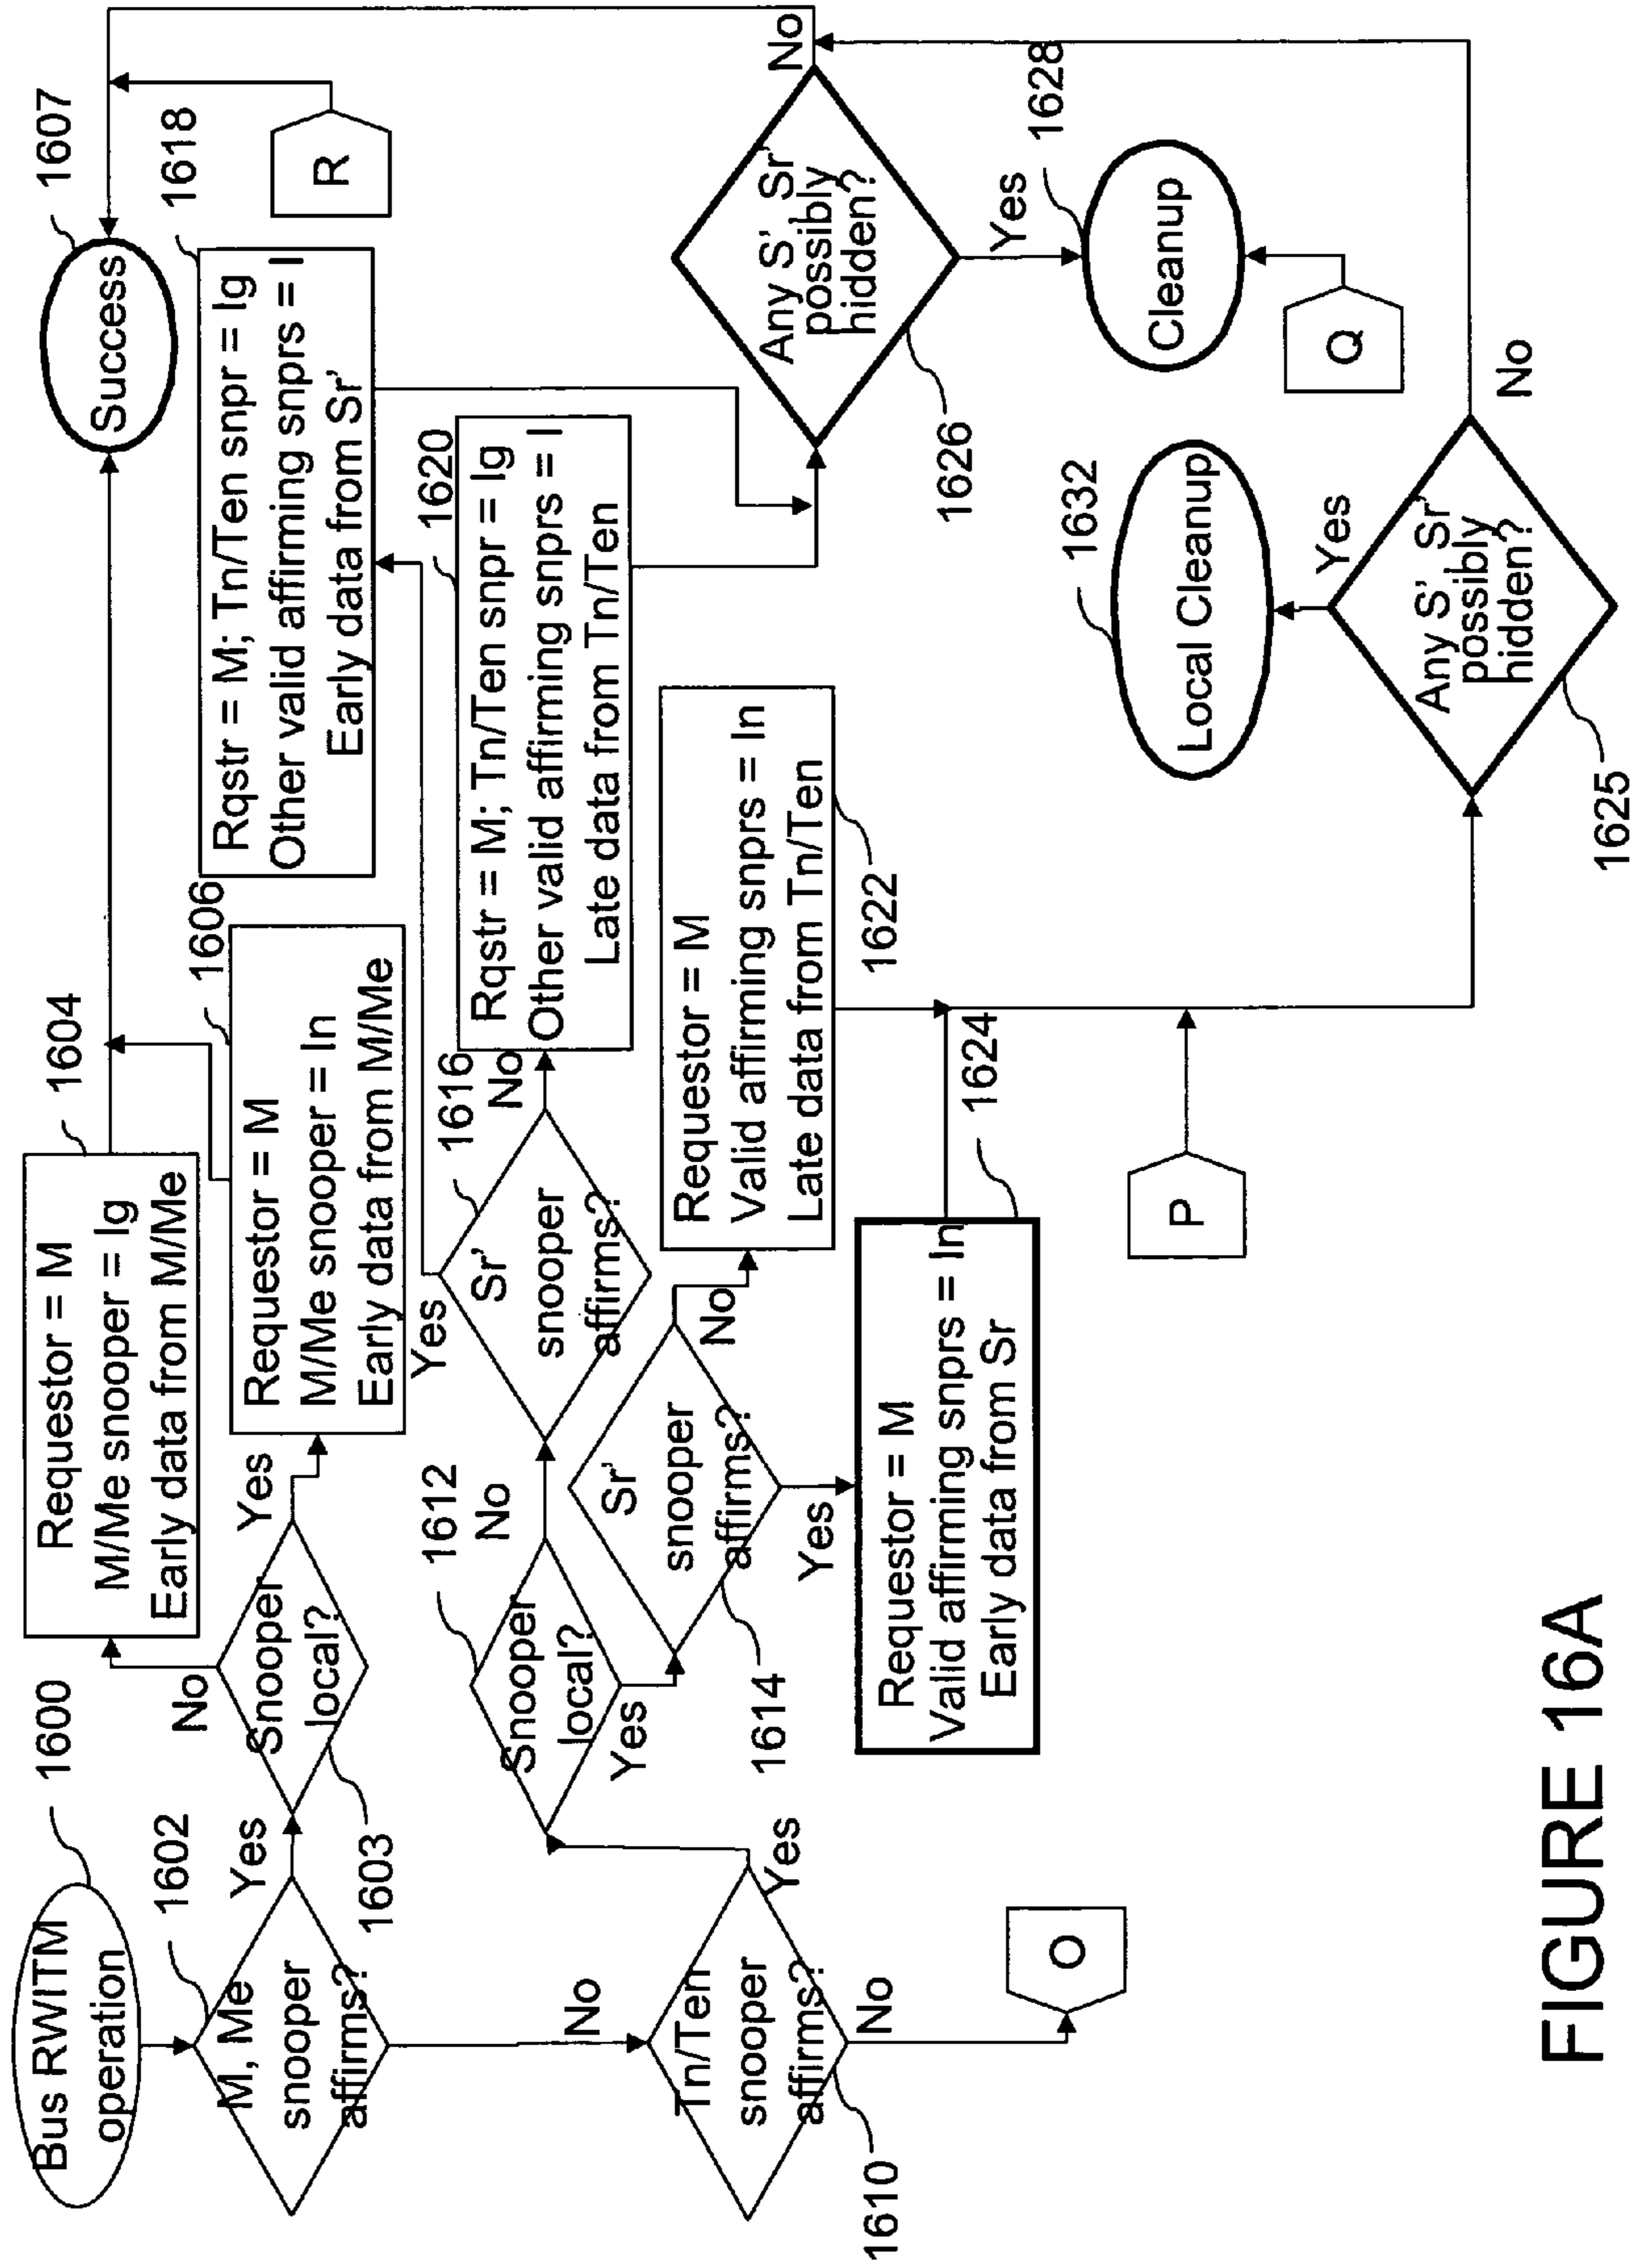 Bus RWITM
operation
1600
M, Me
snooper
affirms?
1602
Yes
No
Snooper
local?
1603
No
Yes
Requestor = M
M/Me snooper = Ig
Early data from M/Me
1604
Requestor = M
M/Me snooper = In
Early data from M/Me
1606
Success
1607
Tn/Ten
snooper
affirms?
1610
Yes
No
O
Snooper
local?
1612
No
Yes
Sr'
snooper
affirms?
1614
No
Yes
Sr'
snooper
affirms?
1616
Yes
No
Rqstr = M; Tn/Ten snpr = Ig
Other valid affirming snprs = I
Early data from Sr'
1618
Rqstr = M; Tn/Ten snpr = Ig
Other valid affirming snprs = I
Late data from Tn/Ten
1620
Requestor = M
Valid affirming snprs = In
Late data from Tn/Ten
1622
Requestor = M
Valid affirming snprs = In
Early data from Sr
1624
P
R
Any S' Sr'
possibly
hidden?
1626
No
Yes
Cleanup
1628
Q
Any S' Sr'
possibly
hidden?
1625
Yes
No
Local Cleanup
1632
FIGURE 16A